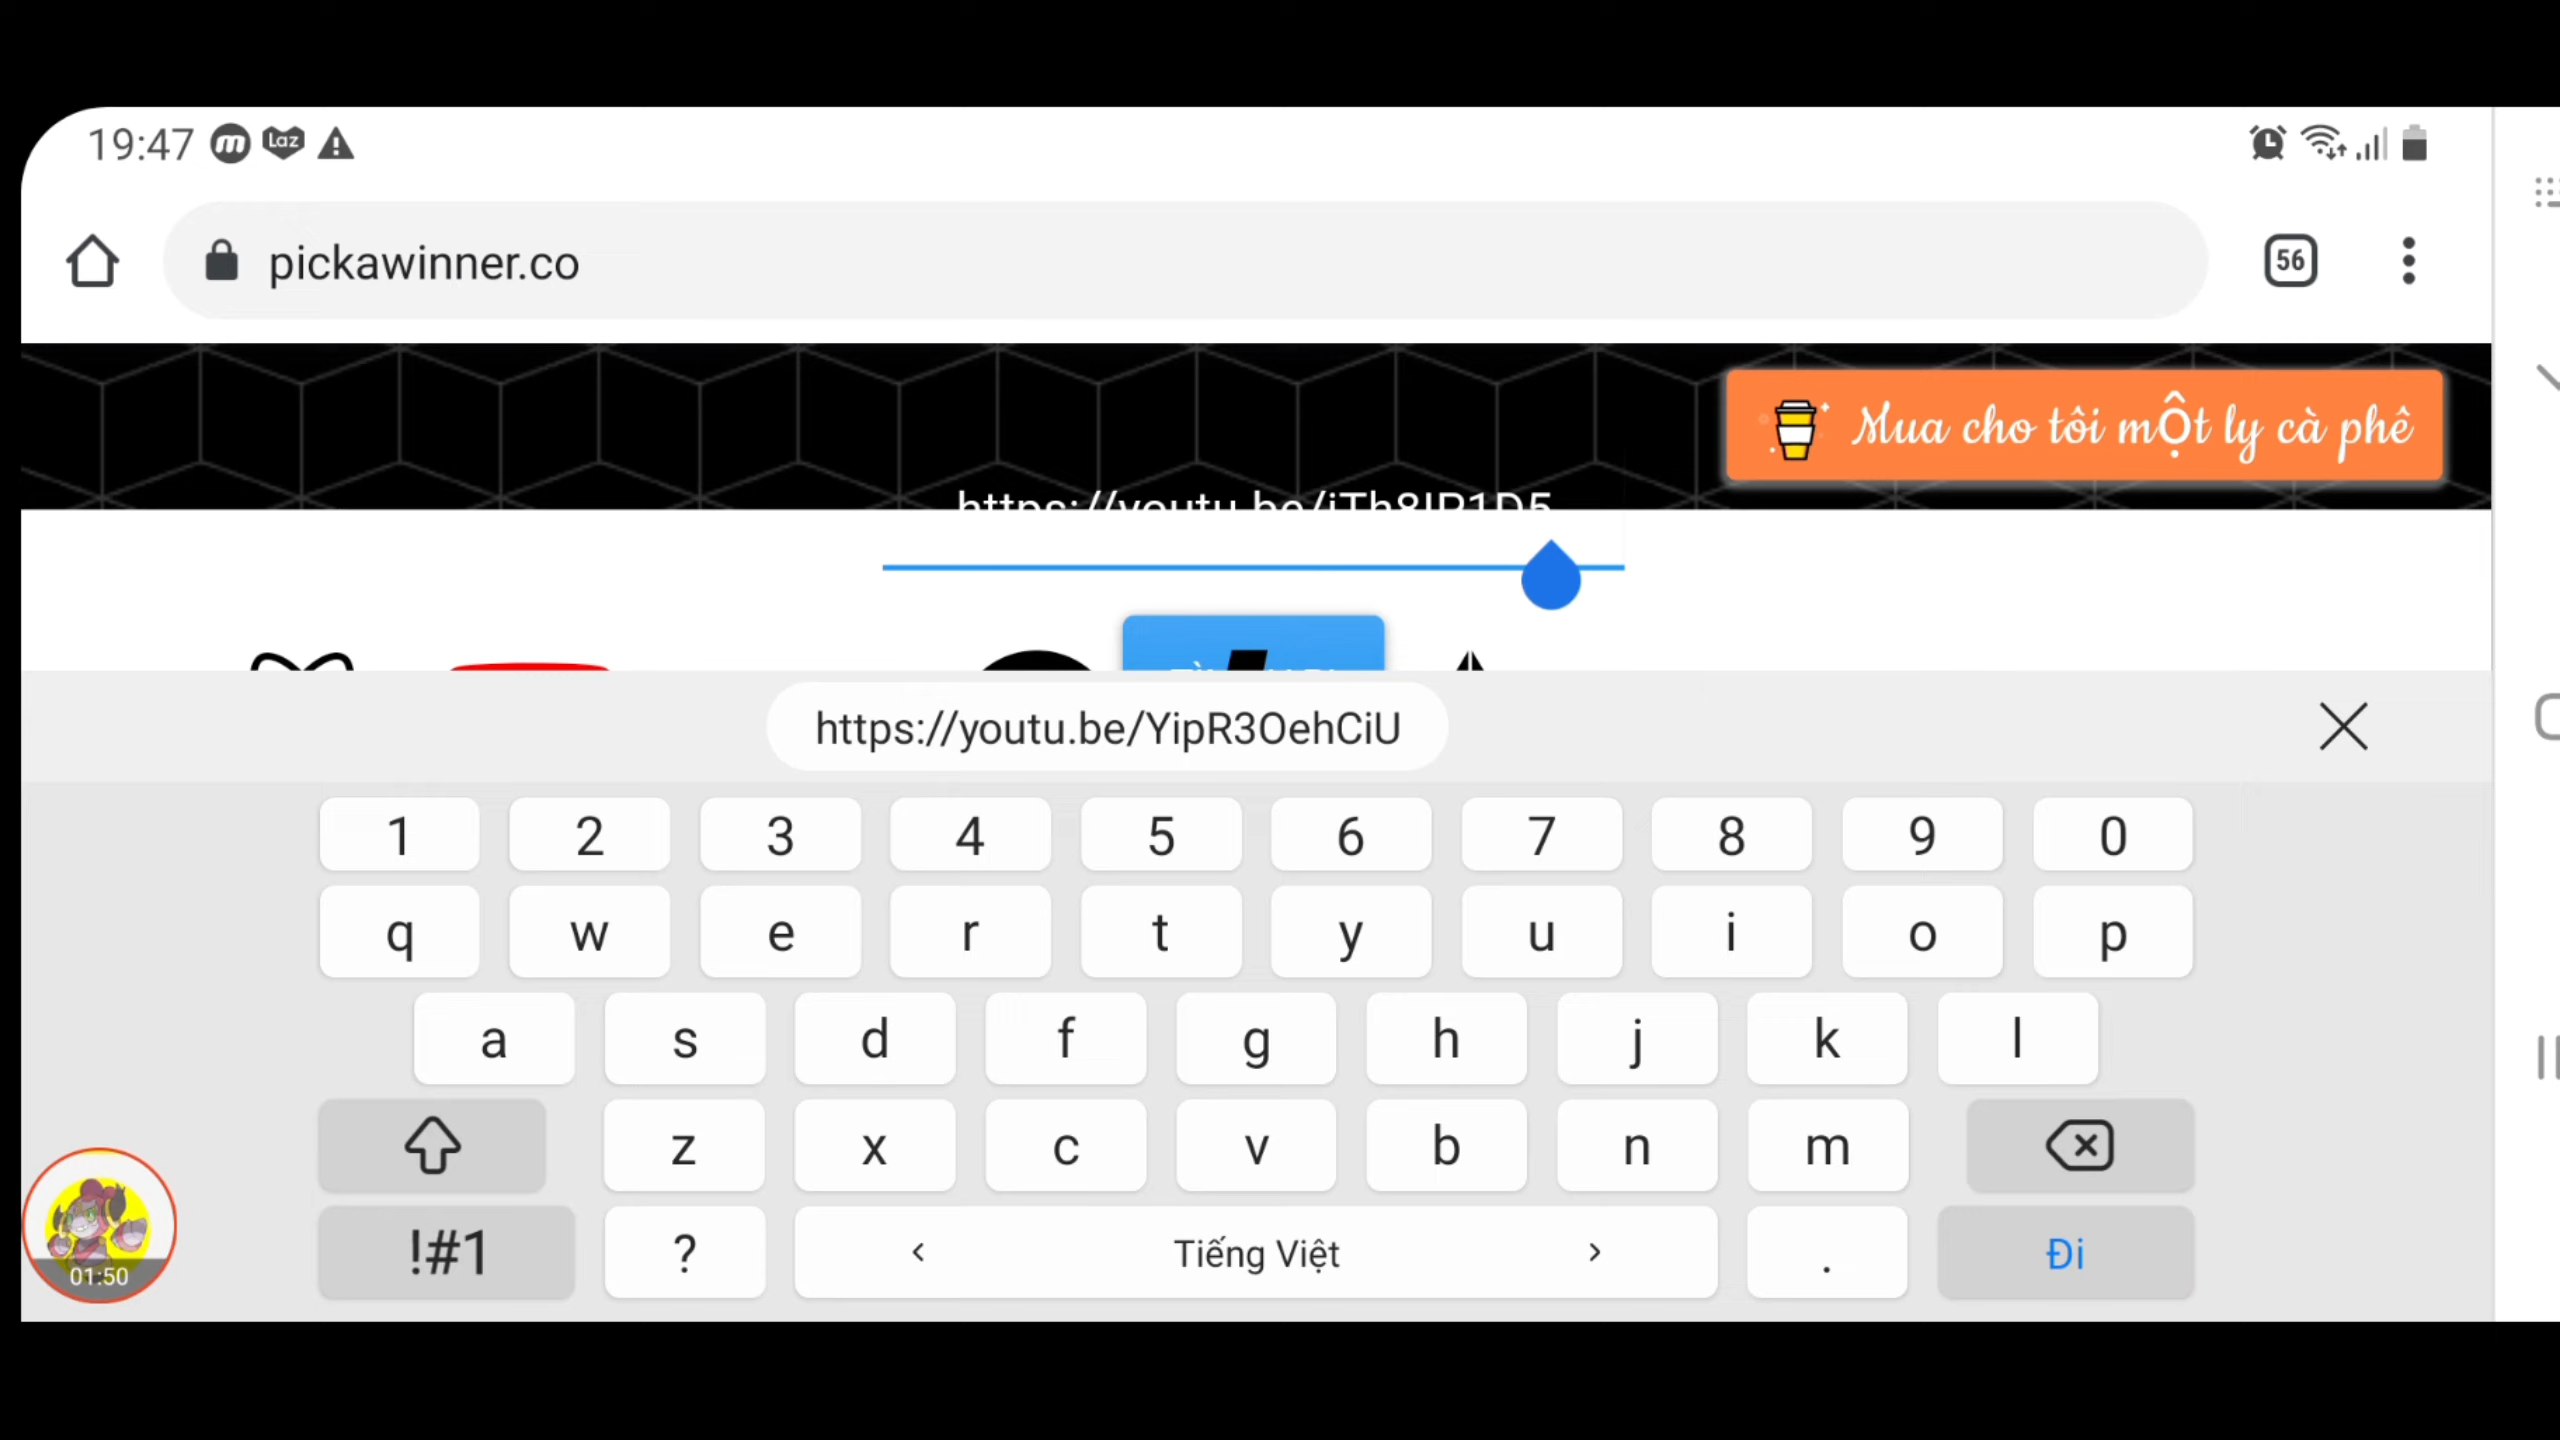 19:47 m Laz
pickawinner.co
56
Mua cho tôi mỘt ly cà phê
https://youtu.be/YipR3OehCiU
1 2 3 4 5 6 7 8 9 0
q w e r t y u i o p
a s d f g h j k l
z x c v b n m
!#1 ? < Tiếng Việt > . Đi
01:50